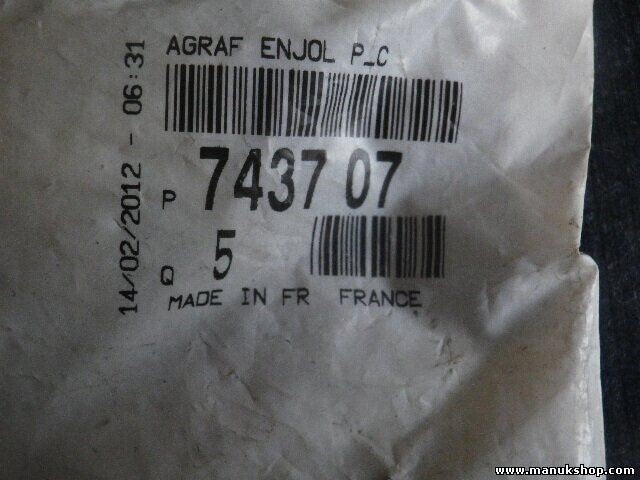 AGRAF ENJOL P_C
P 7437 07
Q 5
MADE IN FR FRANCE
14/02/2012 - 06:31
www.manukshop.com